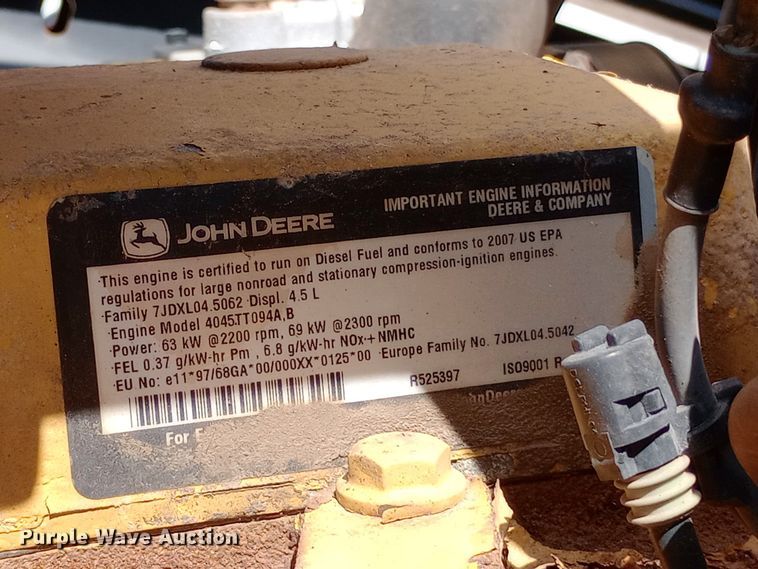 JOHN DEERE
IMPORTANT ENGINE INFORMATION
DEERE & COMPANY
·This engine is certified to run on Diesel Fuel and conforms to 2007 US EPA
regulations for large nonroad and stationary compression-ignition engines.
·Family 7JDXL04.5062 ·Displ. 4.5 L
·Engine Model 4045TT094A,B
·Power: 63 kW @2200 rpm, 69 kW @2300 rpm
·FEL 0.37 g/kW-hr Pm , 6.8 g/kW-hr NOx + NMHC
·EU No: e11*97/68GA*00/000XX*0125*00 ·Europe Family No. 7JDXL04.5042
R525397 ISO9001
For
Purple Wave Auction